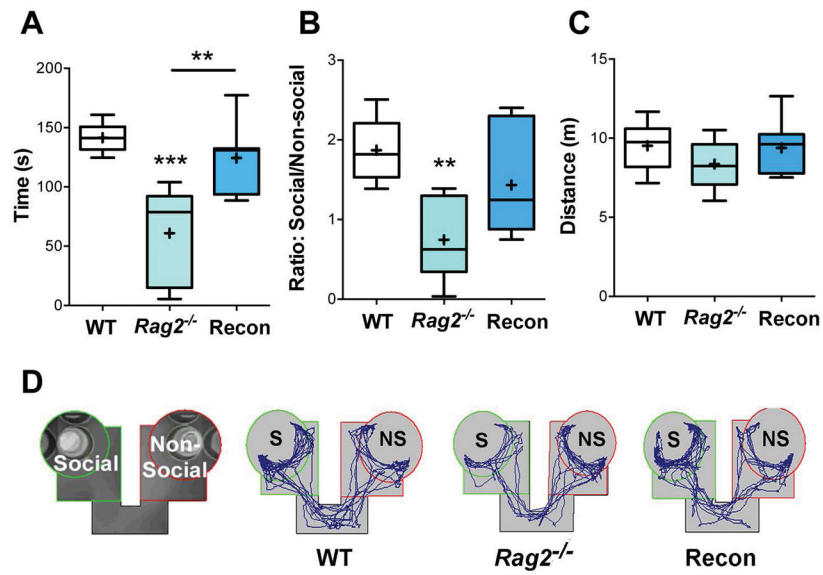 A
B
C
**
***
**
200
150
100
50
0
Time (s)
WT
Rag2-/-
Recon
3
2
1
0
Ratio: Social/Non-social
WT
Rag2-/-
Recon
15
10
5
0
Distance (m)
WT
Rag2-/-
Recon
D
Social
Non-
Social
S
NS
WT
S
NS
Rag2-/-
S
NS
Recon